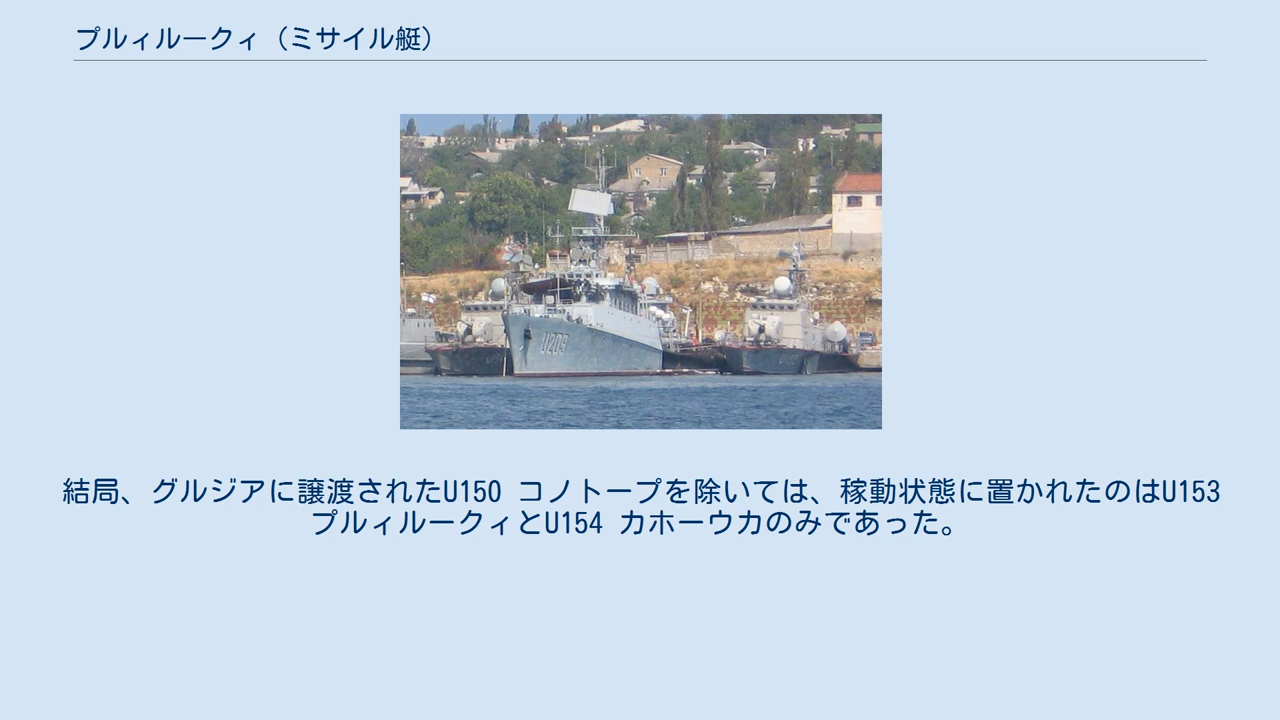 プルィルークィ（ミサイル艇）
U209
結局、グルジアに譲渡されたU150 コノトープを除いては、稼動状態に置かれたのはU153
プルィルークィとU154 カホーウカのみであった。